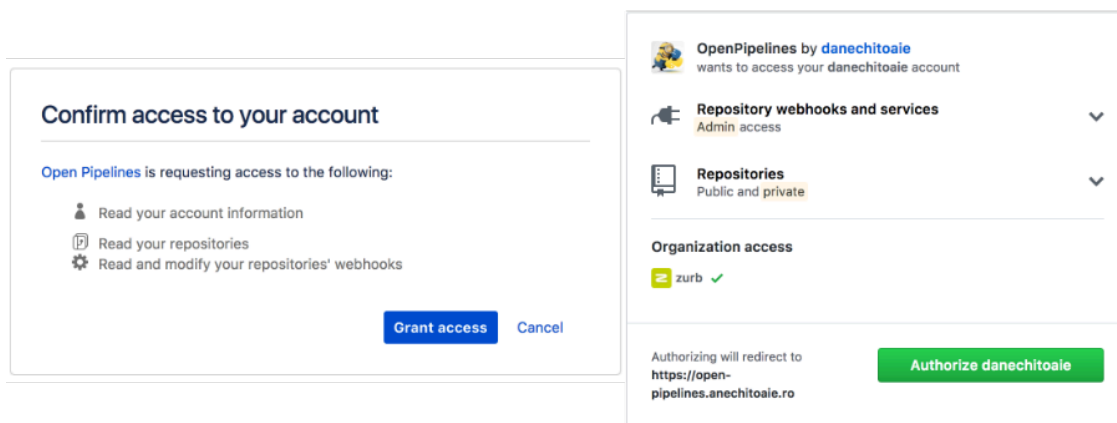 Confirm access to your account
Open Pipelines is requesting access to the following:
Read your account information
Read your repositories
Read and modify your repositories' webhooks
Grant access
Cancel
OpenPipelines by danechitoaie
wants to access your danechitoaie account
Repository webhooks and services
Admin access
Repositories
Public and private
Organization access
zurb
Authorizing will redirect to
https://open-
pipelines.anechitoaie.ro
Authorize danechitoaie